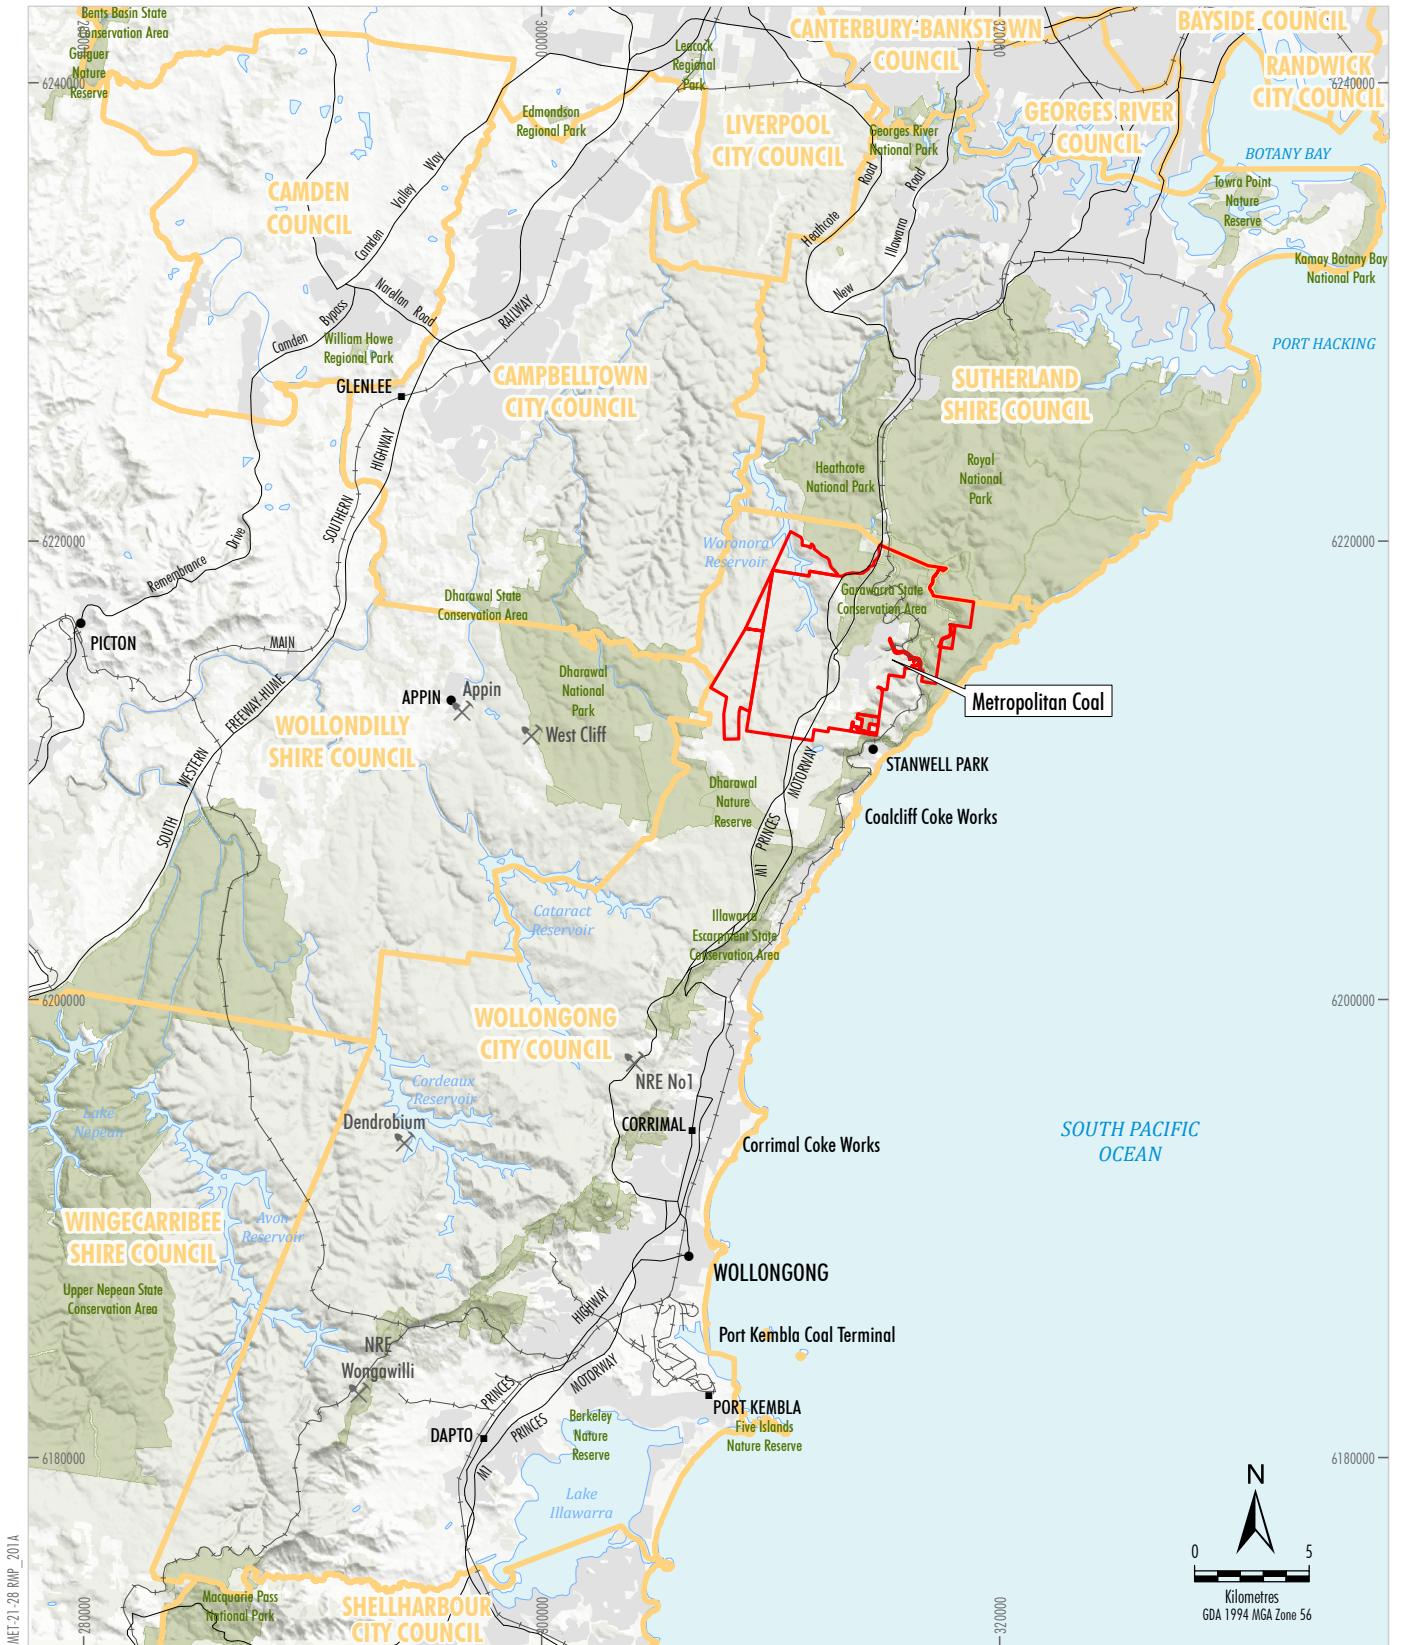 Bents Basin State
Conservation Area
Gulguer
Nature
Reserve
280000
300000
320000
6240000
6240000
Leacock
Regional
Park
CANTERBURY-BANKSTOWN
COUNCIL
BAYSIDE COUNCIL
RANDWICK
CITY COUNCIL
Edmondson
Regional Park
LIVERPOOL
CITY COUNCIL
Georges River
National Park
GEORGES RIVER
COUNCIL
BOTANY BAY
Towra Point
Nature
Reserve
Kamay Botany Bay
National Park
CAMDEN
COUNCIL
Camden
Valley
Way
Heathcote
Road
New
Illawarra
Road
Narellan
Road
Camden
Bypass
RAILWAY
William Howe
Regional Park
GLENLEE
PORT HACKING
CAMPBELLTOWN
CITY COUNCIL
SUTHERLAND
SHIRE COUNCIL
HIGHWAY
SOUTHERN
Heathcote
National Park
Royal
National
Park
6220000
6220000
Woronora
Reservoir
Remembrance
Drive
Dharawal State
Conservation Area
Garawarra State
Conservation Area
PICTON
MAIN
FREEWAY-HUME
WESTERN
SOUTH
APPIN
Appin
Dharawal
National
Park
West Cliff
Metropolitan Coal
WOLLONDILLY
SHIRE COUNCIL
STANWELL PARK
MOTORWAY
PRINCES
M1
Dharawal
Nature
Reserve
Coalcliff Coke Works
Cataract
Reservoir
Illawarra
Escarpment State
Conservation Area
6200000
6200000
WOLLONGONG
CITY COUNCIL
NRE No1
Cordeaux
Reservoir
Lake
Nepean
Dendrobium
CORRIMAL
Corrimal Coke Works
SOUTH PACIFIC
OCEAN
WINGECARRIBEE
SHIRE COUNCIL
Avon
Reservoir
WOLLONGONG
Upper Nepean State
Conservation Area
HIGHWAY
PRINCES
Port Kembla Coal Terminal
NRE
Wongawilli
MOTORWAY
PRINCES
M1
PORT KEMBLA
Berkeley
Nature
Reserve
Five Islands
Nature Reserve
DAPTO
6180000
6180000
Lake
Illawarra
N
0 5
Kilometres
GDA 1994 MGA Zone 56
Macquarie Pass
National Park
SHELLHARBOUR
CITY COUNCIL
280000
300000
320000
MET-21-28 RMP_201A